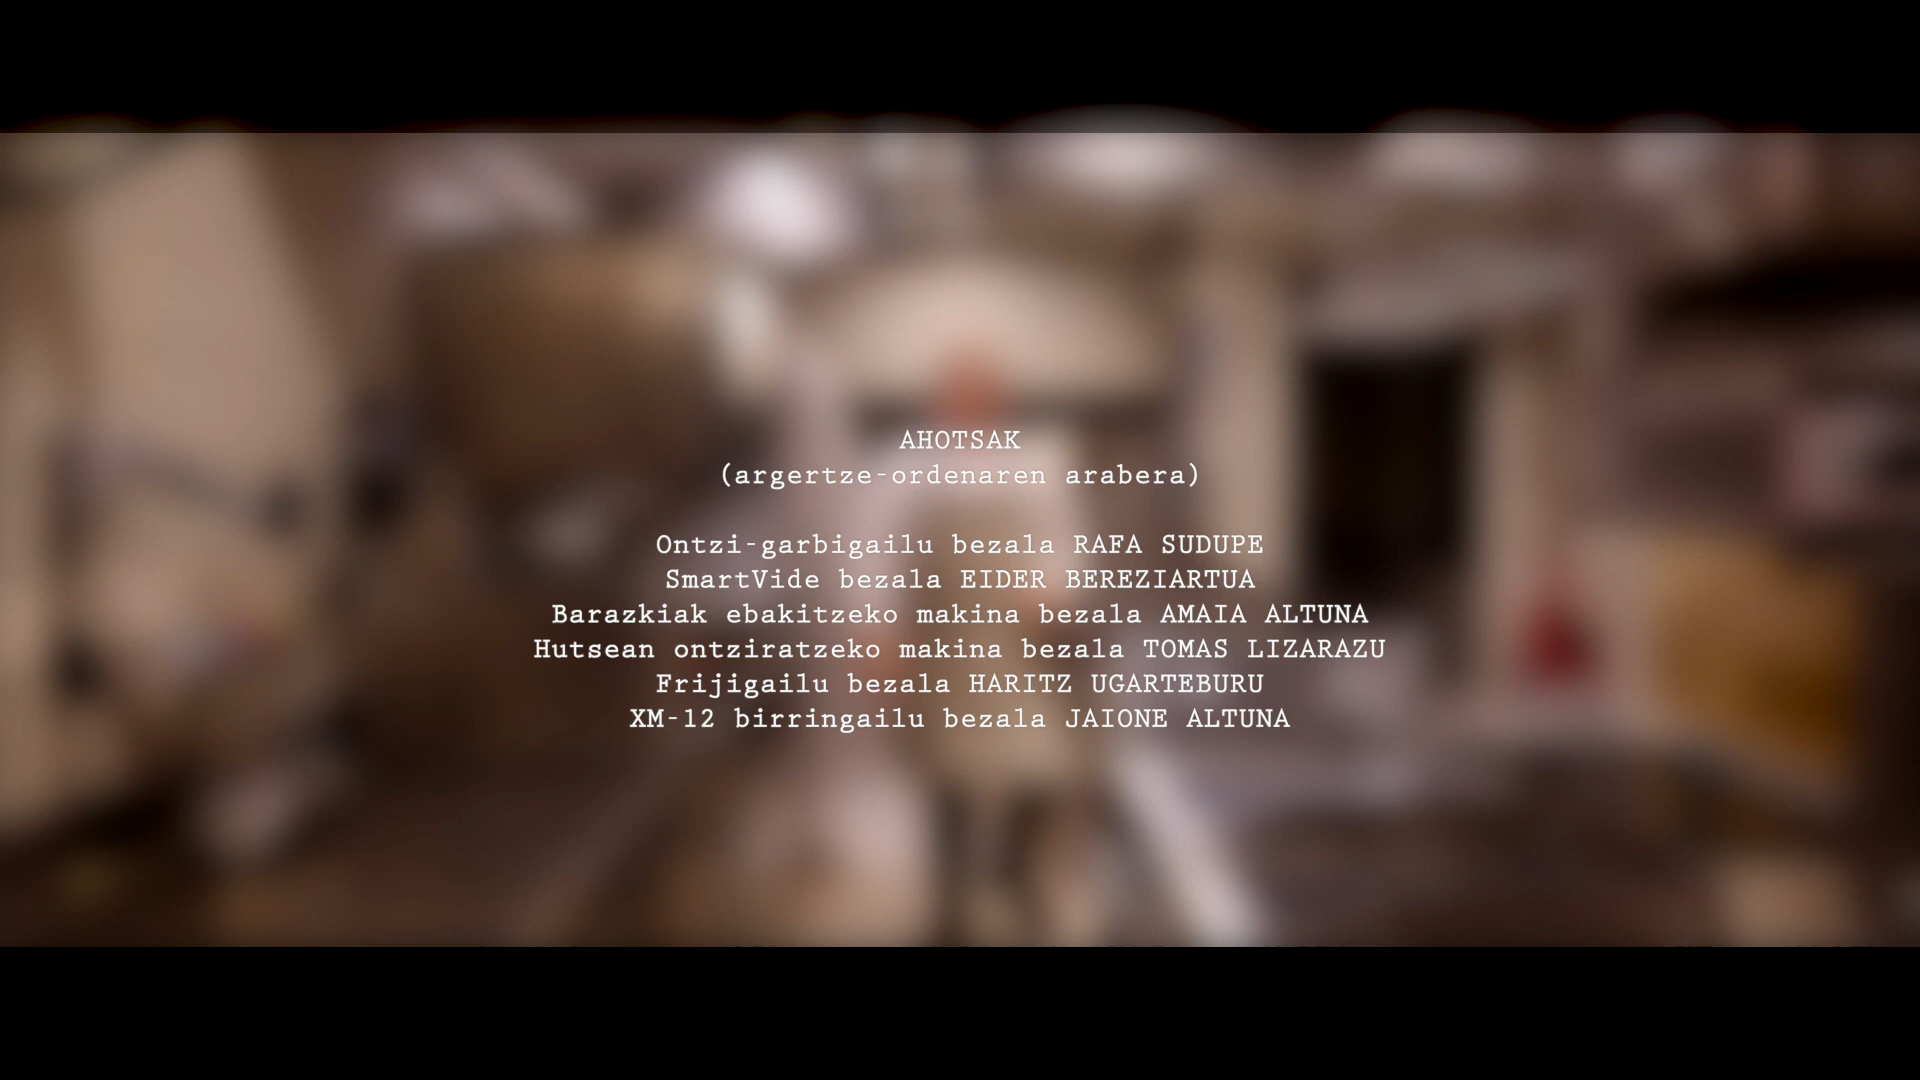 AHOTSAK
(argertze-ordenaren arabera)
Ontzi-garbigailu bezala RAFA SUDUPE
SmartVide bezala EIDER BEREZIARTUA
Barazkiak ebakitzeko makina bezala AMAIA ALTUNA
Hutsean ontziratzeko makina bezala TOMAS LIZARAZU
Frijigailu bezala HARITZ UGARTEBURU
XM-12 birringailu bezala JAIONE ALTUNA